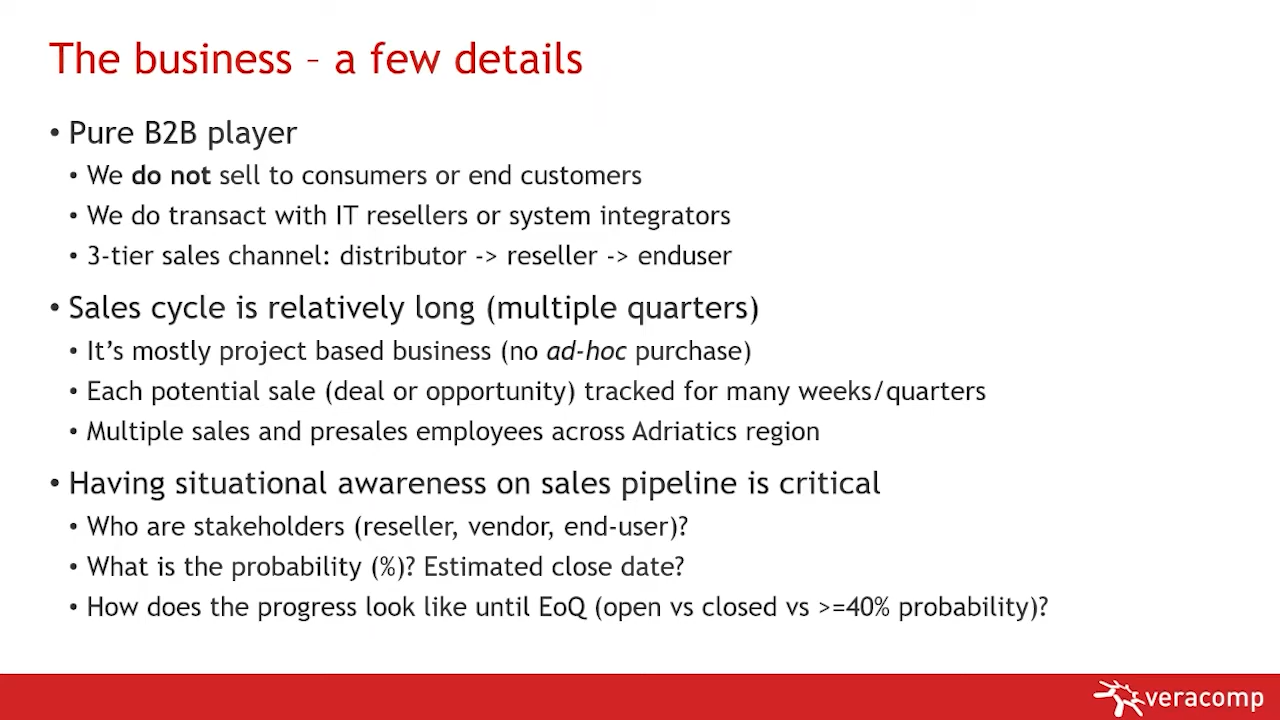 The business – a few details
• Pure B2B player
• We do not sell to consumers or end customers
• We do transact with IT resellers or system integrators
• 3-tier sales channel: distributor -> reseller -> enduser
• Sales cycle is relatively long (multiple quarters)
• It’s mostly project based business (no ad-hoc purchase)
• Each potential sale (deal or opportunity) tracked for many weeks/quarters
• Multiple sales and presales employees across Adriatics region
• Having situational awareness on sales pipeline is critical
• Who are stakeholders (reseller, vendor, end-user)?
• What is the probability (%)? Estimated close date?
• How does the progress look like until EoQ (open vs closed vs >=40% probability)?
veracomp